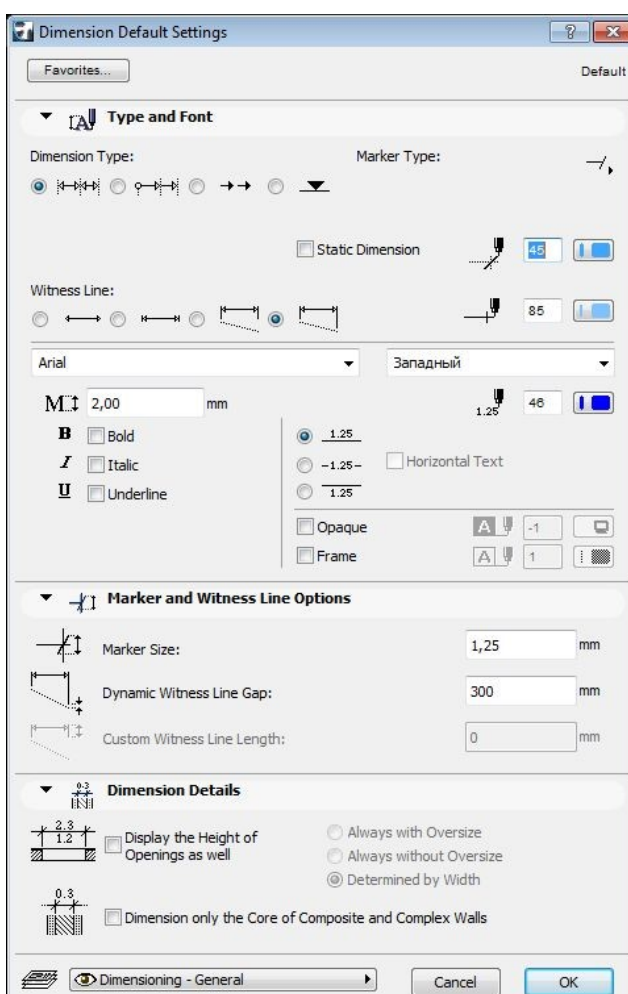 Dimension Default Settings
Favorites...
Default
Type and Font
Dimension Type:
Marker Type:
Static Dimension
45
Witness Line:
85
Arial
Западный
M
2,00
mm
1.25
46
B Bold
I Italic
U Underline
1.25
-1.25-
1.25
Horizontal Text
Opaque
A
-1
Frame
A
1
Marker and Witness Line Options
Marker Size:
1,25
mm
Dynamic Witness Line Gap:
300
mm
Custom Witness Line Length:
0
mm
0.3
Dimension Details
2.3
1.2
Display the Height of
Openings as well
Always with Oversize
Always without Oversize
Determined by Width
0.3
Dimension only the Core of Composite and Complex Walls
Dimensioning - General
Cancel
OK